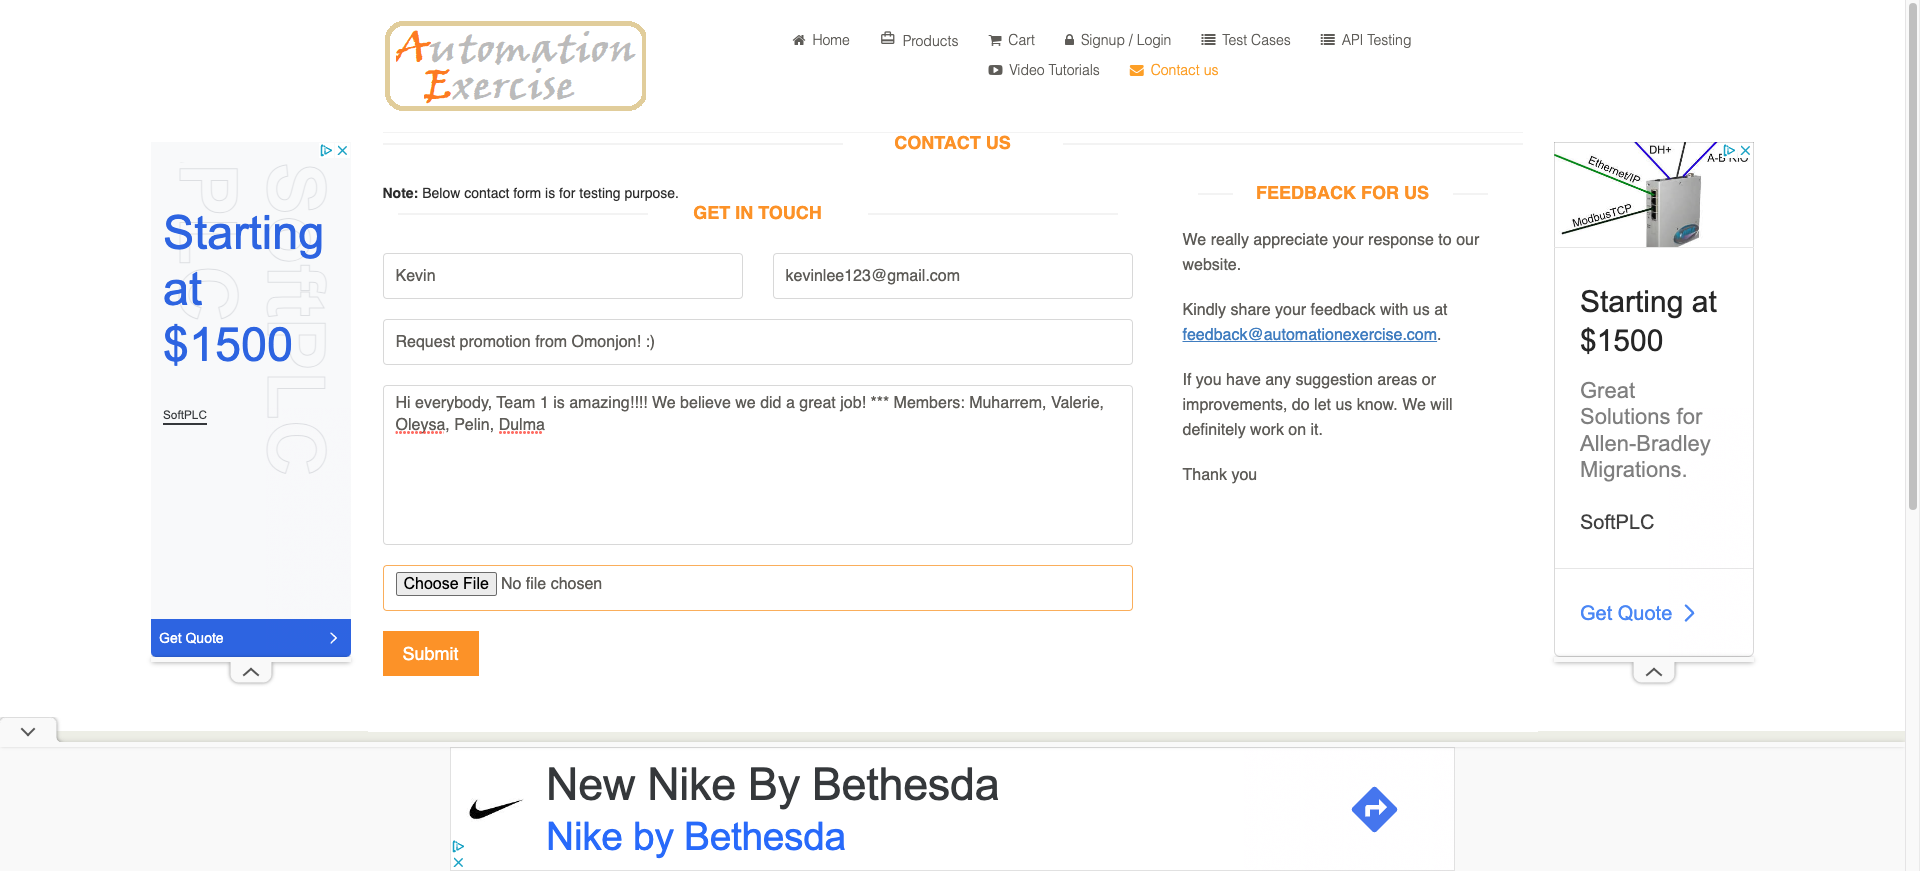 Automation
Exercise
Home
Products
Cart
Signup / Login
Test Cases
API Testing
Video Tutorials
Contact us
CONTACT US
Note: Below contact form is for testing purpose.
GET IN TOUCH
Kevin
kevinlee123@gmail.com
Request promotion from Omonjon! :)
Hi everybody, Team 1 is amazing!!!! We believe we did a great job! *** Members: Muharrem, Valerie,
Oleysa, Pelin, Dulma
Choose File No file chosen
Submit
FEEDBACK FOR US
We really appreciate your response to our
website.
Kindly share your feedback with us at
feedback@automationexercise.com.
If you have any suggestion areas or
improvements, do let us know. We will
definitely work on it.
Thank you
SoftPLC
PLC
Starting
at
$1500
SoftPLC
Get Quote
DH+
Ethernet/IP
ModbusTCP
Starting at
$1500
Great
Solutions for
Allen-Bradley
Migrations.
SoftPLC
Get Quote
New Nike By Bethesda
Nike by Bethesda